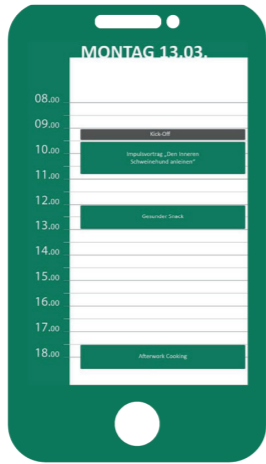 MONTAG 13.03.
08.00
09.00
Kick-Off
10.00
Impulsvortrag „Den inneren
Schweinehund anleinen“
11.00
12.00
Gesunder Snack
13.00
14.00
15.00
16.00
17.00
18.00
Afterwork Cooking